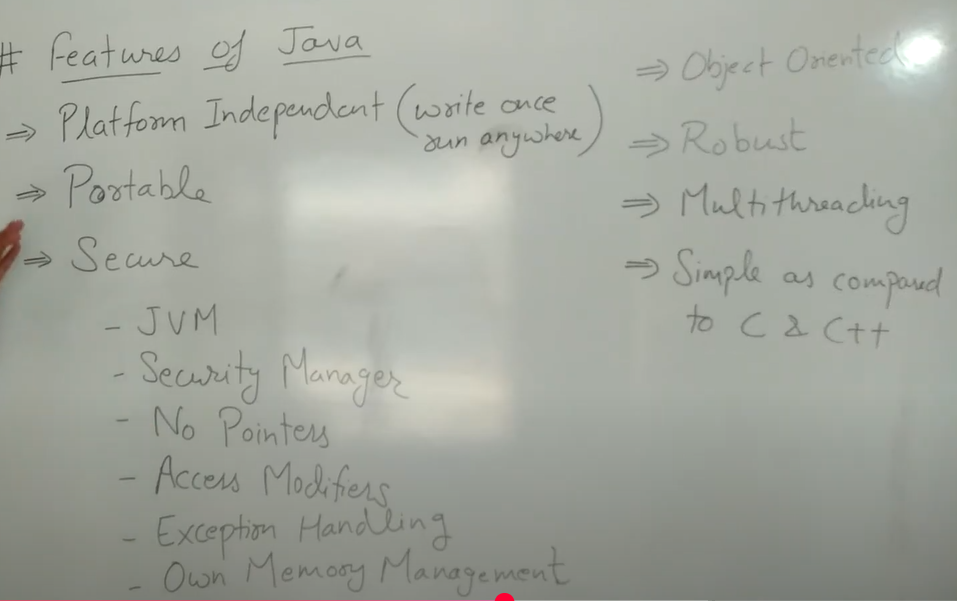 # Features of Java
⇒ Platform Independent (write once
run anywhere)
⇒ Portable
⇒ Secure
- JVM
- Security Manager
- No Pointers
- Access Modifiers
- Exception Handling
- Own Memory Management
⇒ Object Oriented
⇒ Robust
⇒ Multithreading
⇒ Simple as compared
to C & C++